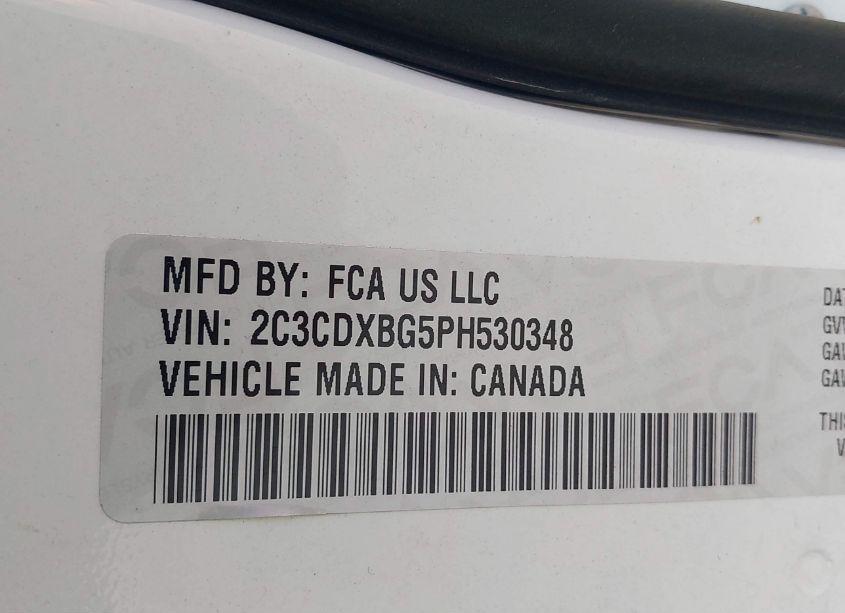 MFD BY: FCA US LLC
VIN: 2C3CDXBG5PH530348
VEHICLE MADE IN: CANADA